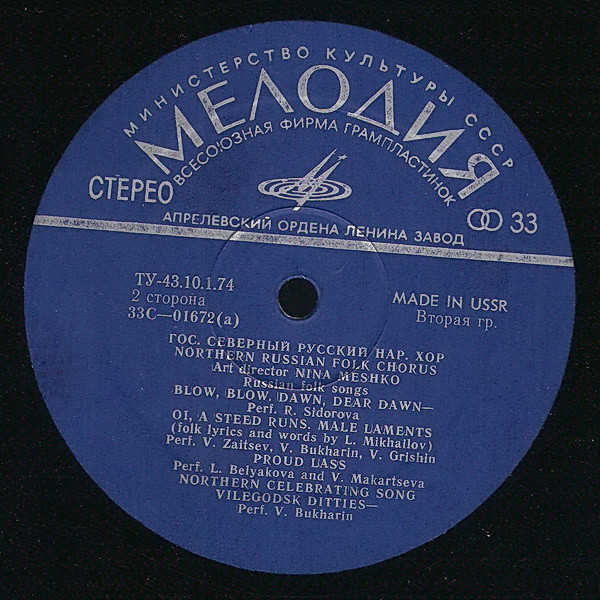 МИНИСТЕРСТВО КУЛЬТУРЫ СССР
МЕЛОДИЯ
ВСЕСОЮЗНАЯ ФИРМА ГРАМПЛАСТИНОК
СТЕРЕО
33
АПРЕЛЕВСКИЙ ОРДЕНА ЛЕНИНА ЗАВОД
ТУ-43.10.1.74
2 сторона
33С—01672(а)
MADE IN USSR
Вторая гр.
ГОС. СЕВЕРНЫЙ РУССКИЙ НАР. ХОР
NORTHERN RUSSIAN FOLK CHORUS
Art director NINA MESHKO
Russian folk songs
BLOW, BLOW, DAWN, DEAR DAWN—
Perf. R. Sidorova
OI, A STEED RUNS, MALE LAMENTS
(folk lyrics and words by L. Mikhailov)
Perf. V. Zaitsev, V. Bukharin, V. Grishin
PROUD LASS
Perf. L. Belyakova and V. Makartseva
NORTHERN CELEBRATING SONG
VILEGODSK DITTIES—
Perf. V. Bukharin